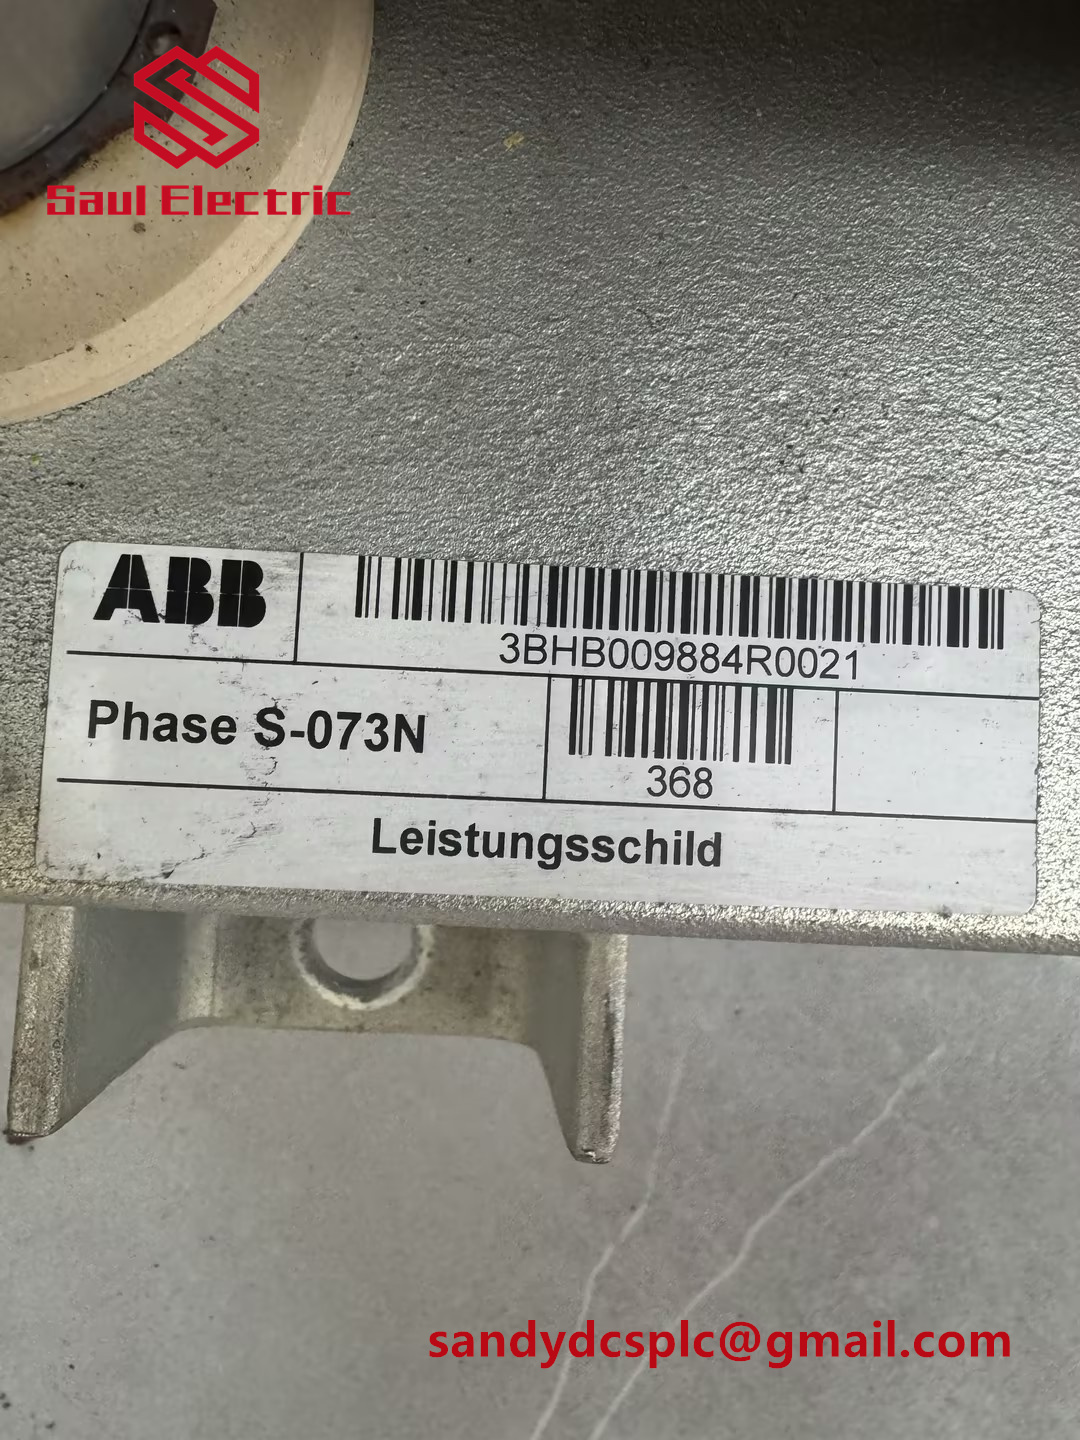 Saul Electric
ABB
3BHB009884R0021
Phase S-073N
368
Leistungsschild
sandydcsplc@gmail.com